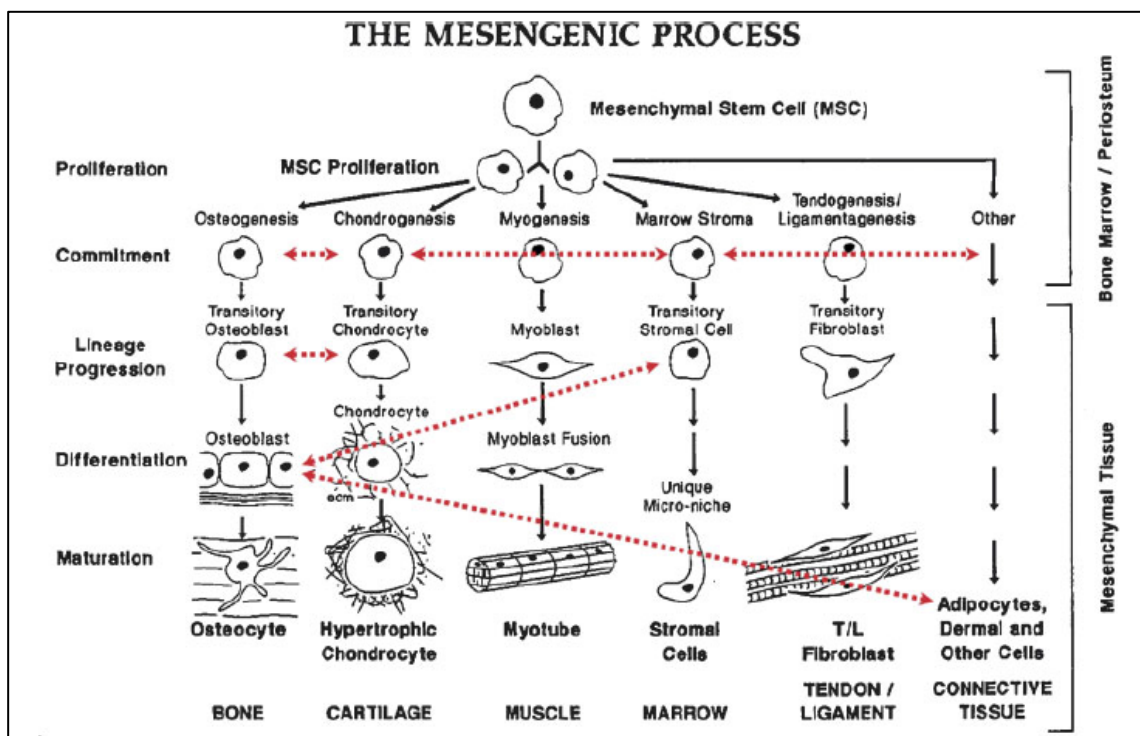 THE MESENGENIC PROCESS
Mesenchymal Stem Cell (MSC)
Proliferation
MSC Proliferation
Osteogenesis
Chondrogenesis
Myogenesis
Marrow Stroma
Tendogenesis/
Ligamentagenesis
Other
Commitment
Transitory
Osteoblast
Transitory
Chondrocyte
Myoblast
Transitory
Stromal Cell
Transitory
Fibroblast
Lineage
Progression
Chondrocyte
Osteoblast
Myoblast Fusion
Differentiation
ecm
Unique
Micro-niche
Maturation
Osteocyte
Hypertrophic
Chondrocyte
Myotube
Stromal
Cells
T/L
Fibroblast
Adipocytes,
Dermal and
Other Cells
BONE
CARTILAGE
MUSCLE
MARROW
TENDON /
LIGAMENT
CONNECTIVE
TISSUE
Bone Marrow / Periosteum
Mesenchymal Tissue